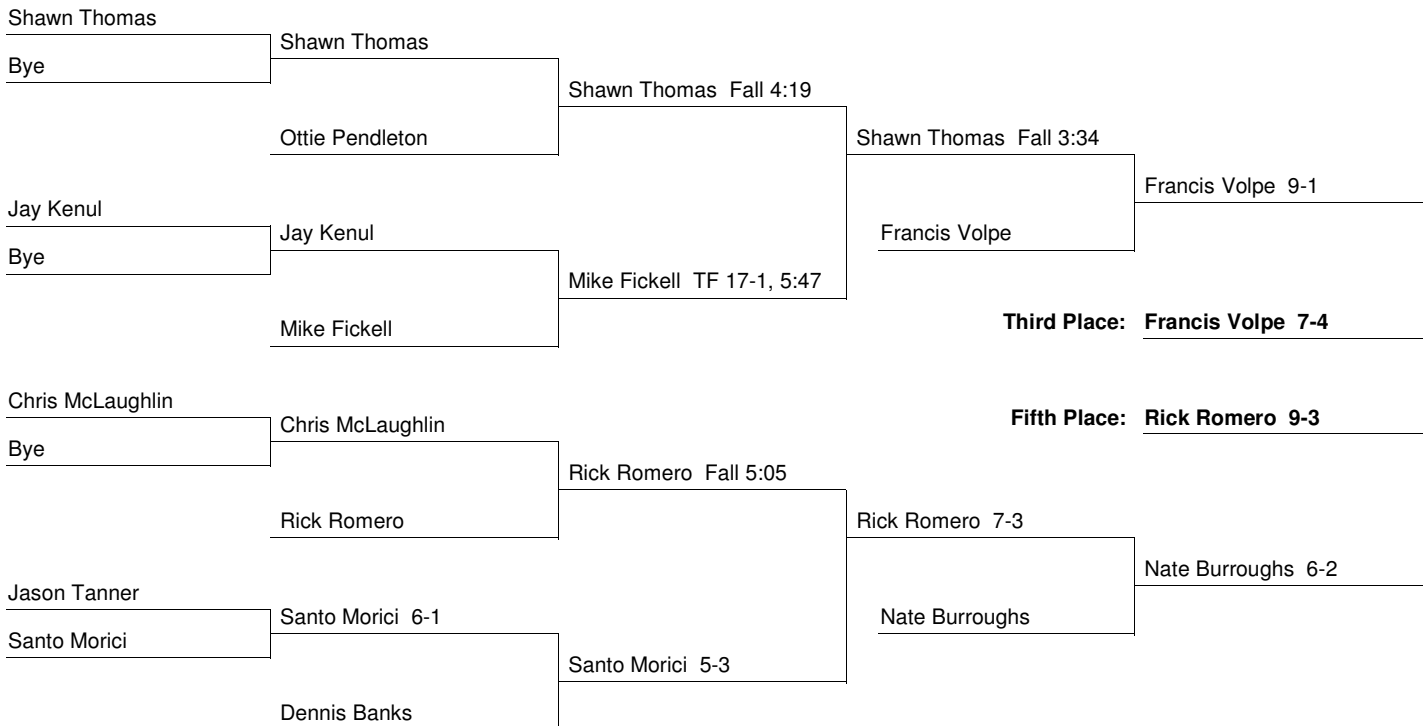 Shawn Thomas
Shawn Thomas
Bye
Shawn Thomas Fall 4:19
Ottie Pendleton
Shawn Thomas Fall 3:34
Francis Volpe 9-1
Jay Kenul
Jay Kenul
Francis Volpe
Bye
Mike Fickell TF 17-1, 5:47
Mike Fickell
Third Place: Francis Volpe 7-4
Chris McLaughlin
Chris McLaughlin
Fifth Place: Rick Romero 9-3
Bye
Rick Romero Fall 5:05
Rick Romero
Rick Romero 7-3
Nate Burroughs 6-2
Jason Tanner
Santo Morici 6-1
Nate Burroughs
Santo Morici
Santo Morici 5-3
Dennis Banks